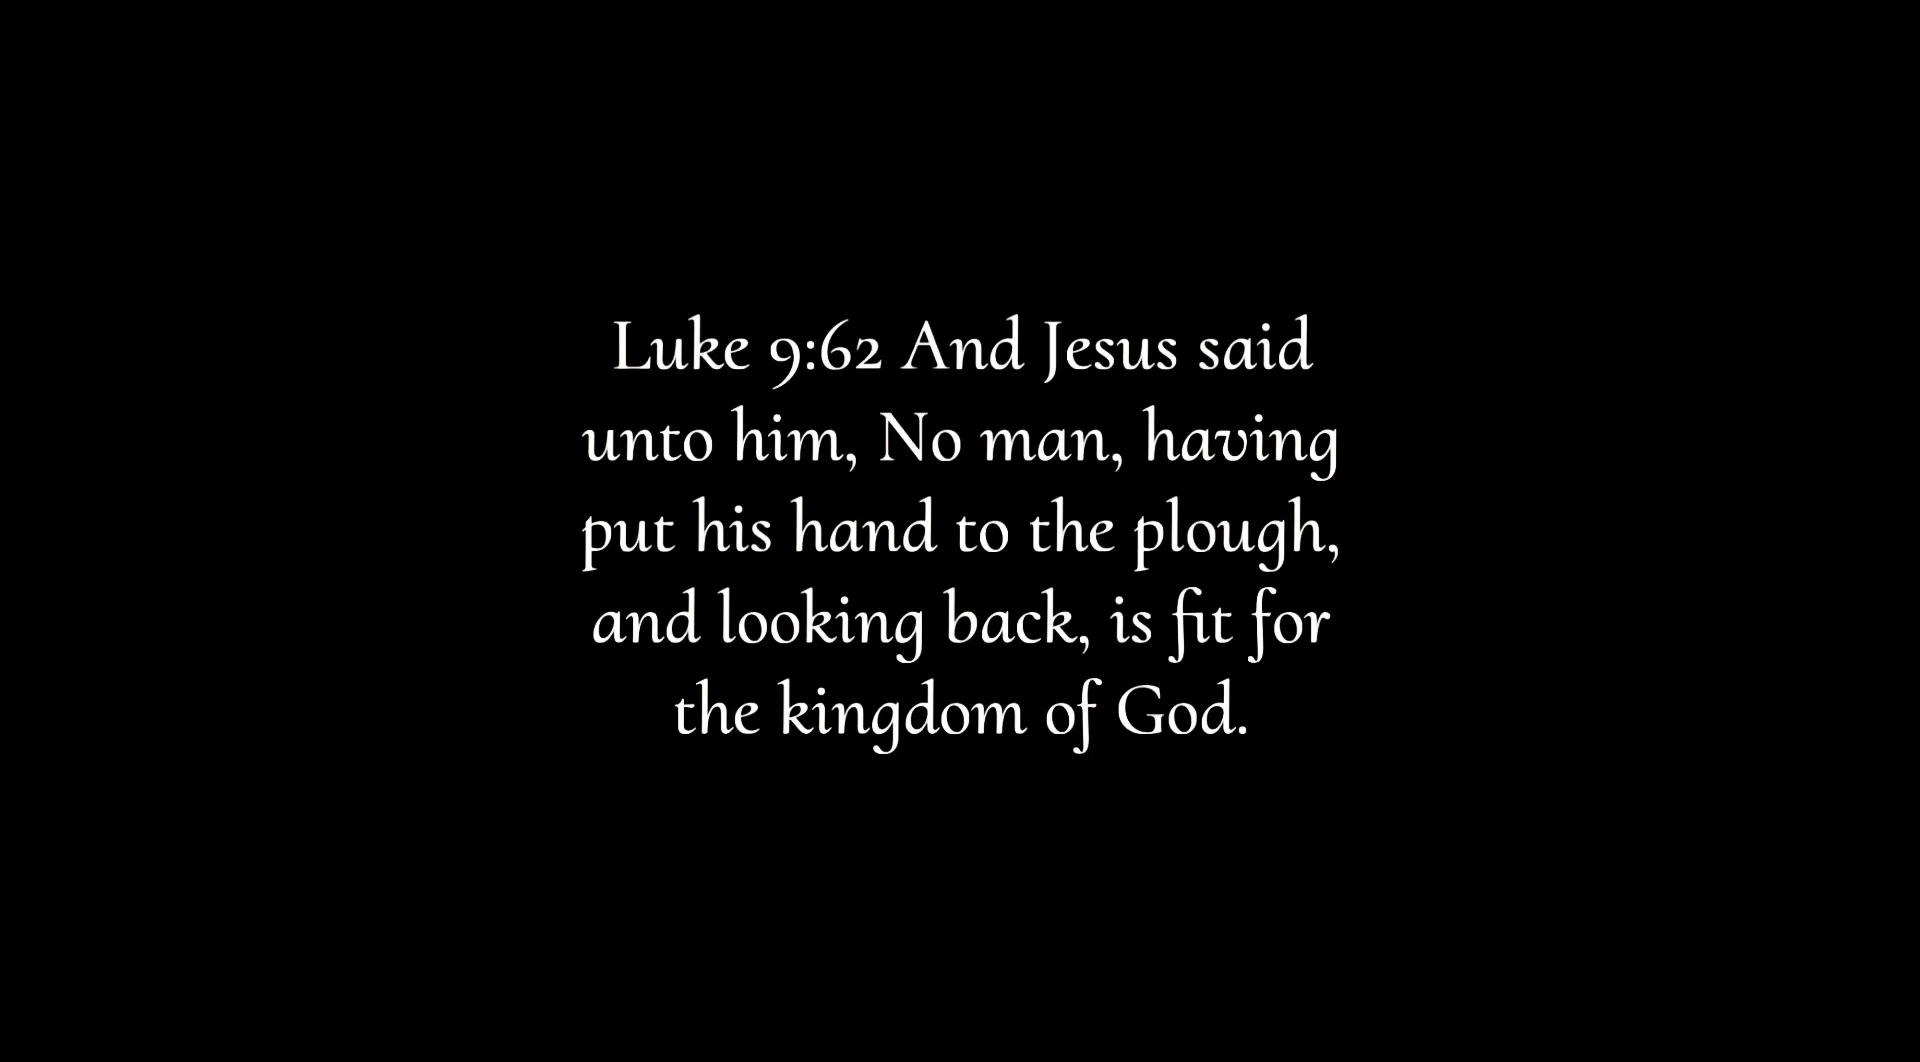 Luke 9:62 And Jesus said
unto him, No man, having
put his hand to the plough,
and looking back, is fit for
the kingdom of God.